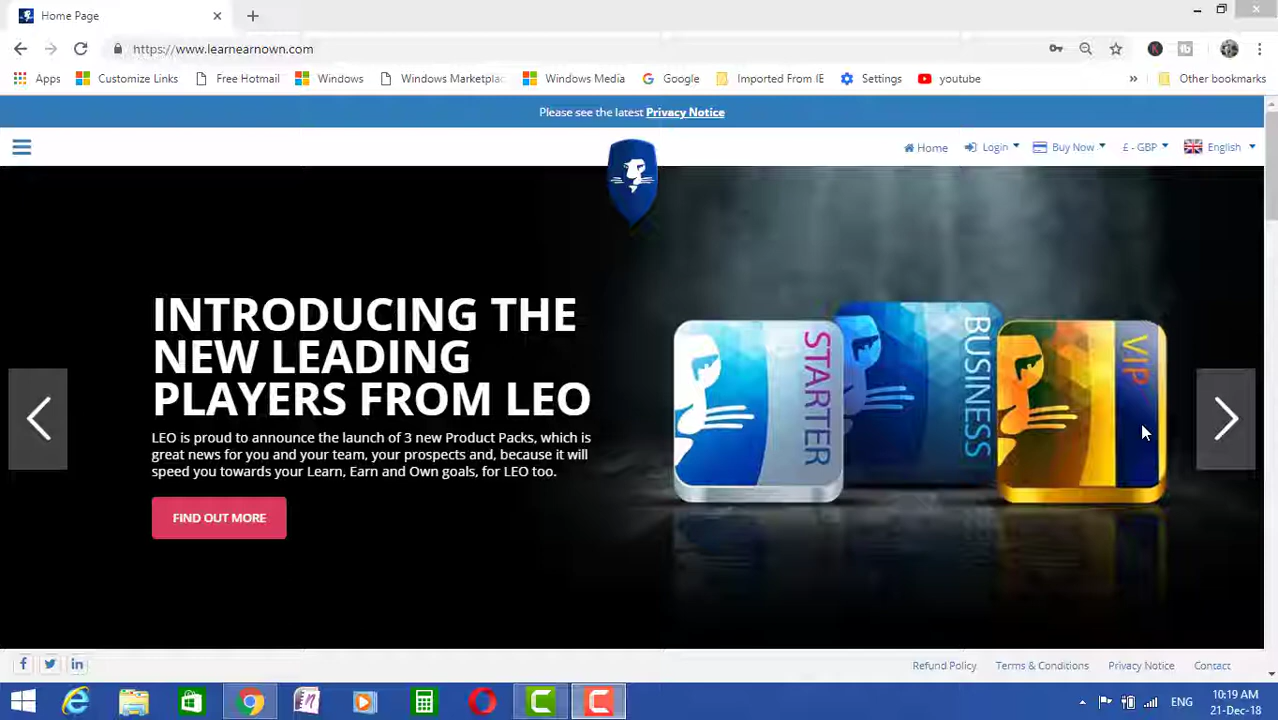 Home Page
https://www.learnearnown.com
Apps Customize Links Free Hotmail Windows Windows Marketplac Windows Media Google Imported From IE Settings youtube » Other bookmarks
Please see the latest Privacy Notice
Home Login Buy Now £ - GBP English
INTRODUCING THE
NEW LEADING
PLAYERS FROM LEO
LEO is proud to announce the launch of 3 new Product Packs, which is
great news for you and your team, your prospects and, because it will
speed you towards your Learn, Earn and Own goals, for LEO too.
FIND OUT MORE
STARTER
BUSINESS
VIP
Refund Policy Terms & Conditions Privacy Notice Contact
ENG
10:19 AM
21-Dec-18